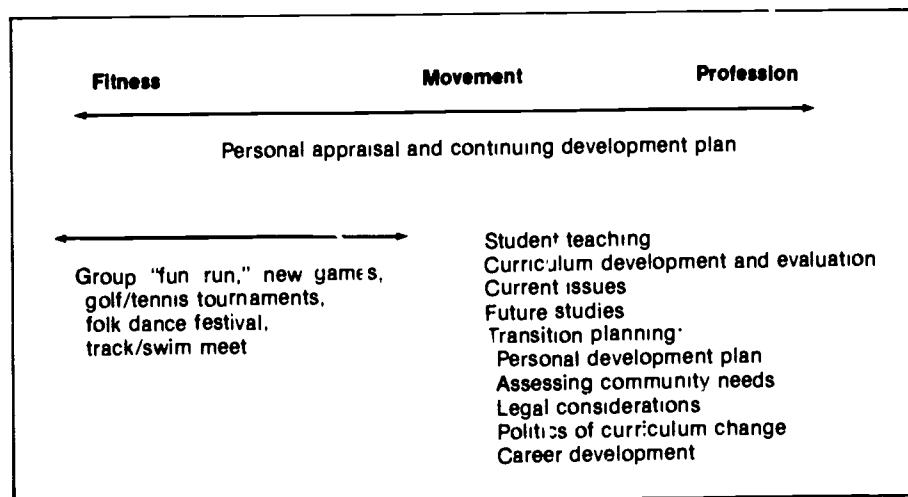 Fitness Movement Profession
Personal appraisal and continuing development plan
Group "fun run," new games,
golf/tennis tournaments,
folk dance festival,
track/swim meet
Student teaching
Curriculum development and evaluation
Current issues
Future studies
Transition planning:
Personal development plan
Assessing community needs
Legal considerations
Politics of curriculum change
Career development